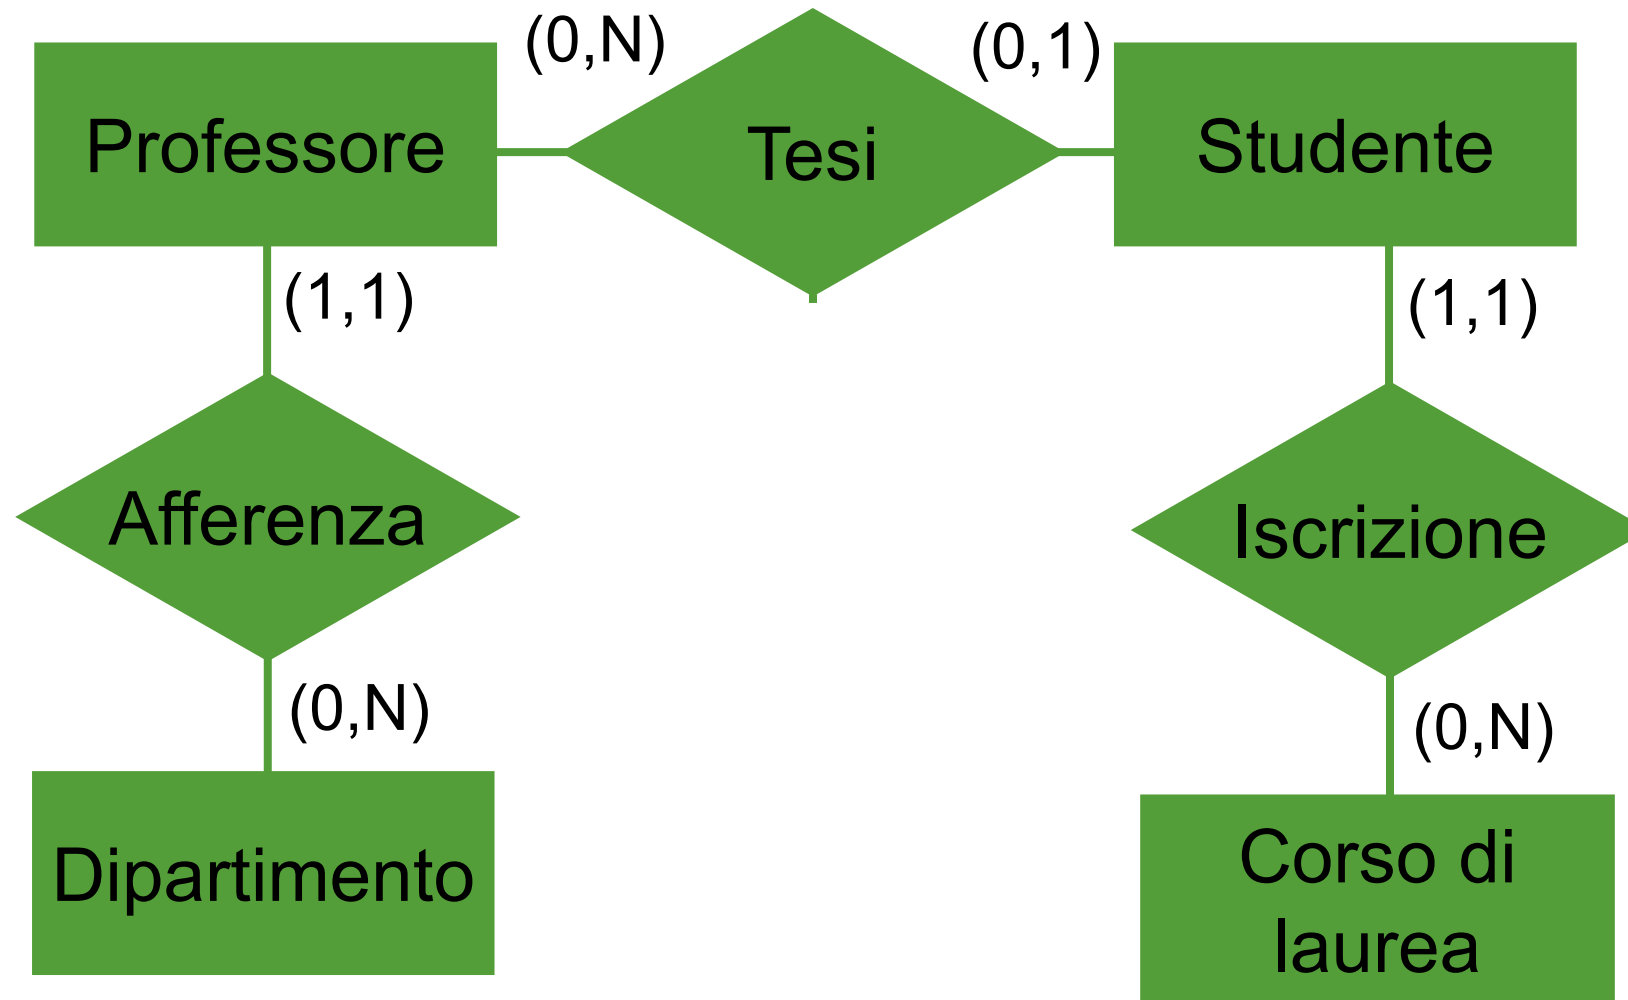 (0,N)
(0,1)
Professore
Tesi
Studente
(1,1)
(1,1)
Afferenza
Iscrizione
(0,N)
(0,N)
Dipartimento
Corso di
laurea